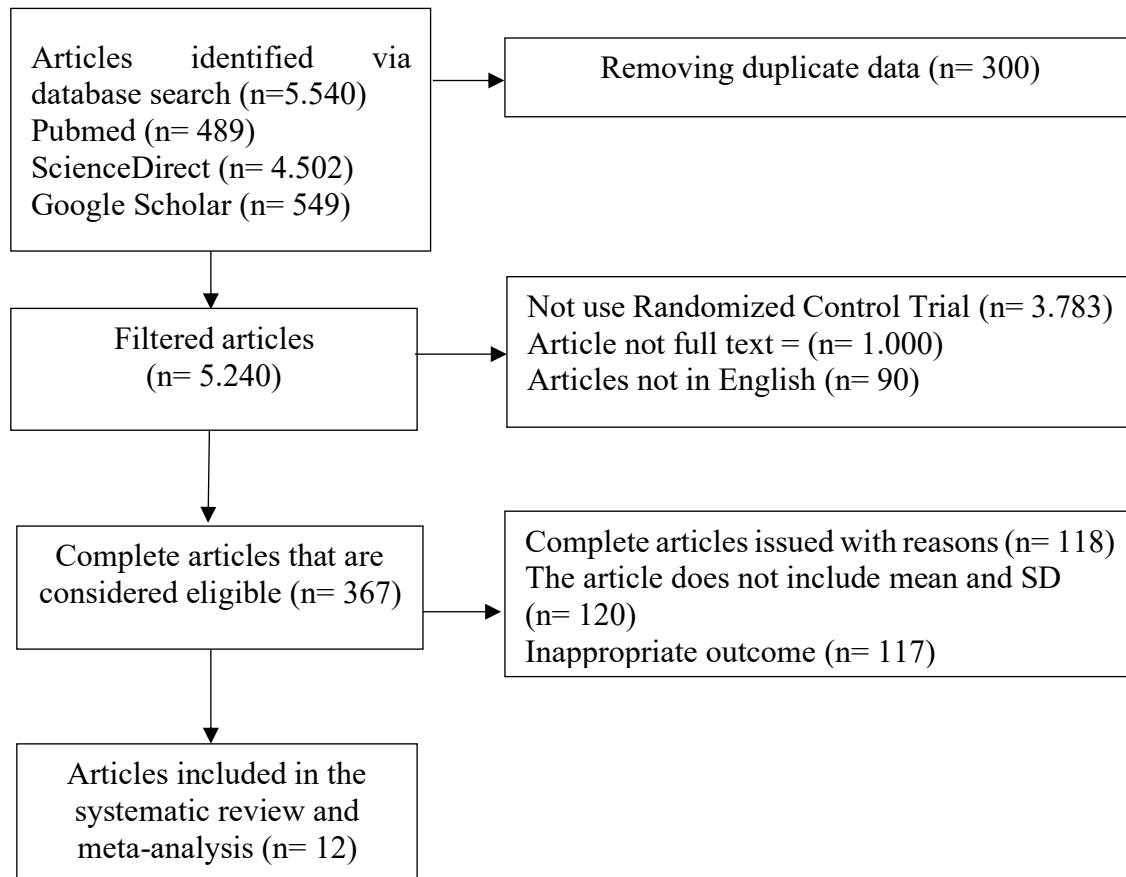 Articles identified via
database search (n=5.540)
Pubmed (n= 489)
ScienceDirect (n= 4.502)
Google Scholar (n= 549)
Removing duplicate data (n= 300)
Filtered articles
(n= 5.240)
Not use Randomized Control Trial (n= 3.783)
Article not full text = (n= 1.000)
Articles not in English (n= 90)
Complete articles that are
considered eligible (n= 367)
Complete articles issued with reasons (n= 118)
The article does not include mean and SD
(n= 120)
Inappropriate outcome (n= 117)
Articles included in the
systematic review and
meta-analysis (n= 12)